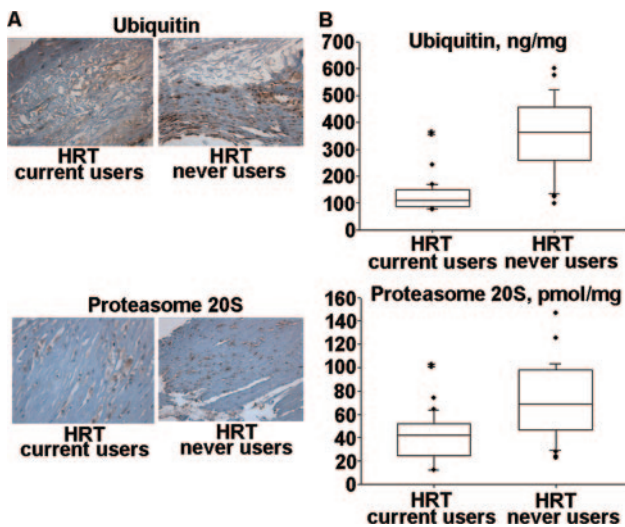 A
Ubiquitin
HRT
current users
HRT
never users
Proteasome 20S
HRT
current users
HRT
never users
B
Ubiquitin, ng/mg
700
600
500
400
300
200
100
0
HRT
current users
HRT
never users
Proteasome 20S, pmol/mg
160
140
120
100
80
60
40
20
0
HRT
current users
HRT
never users